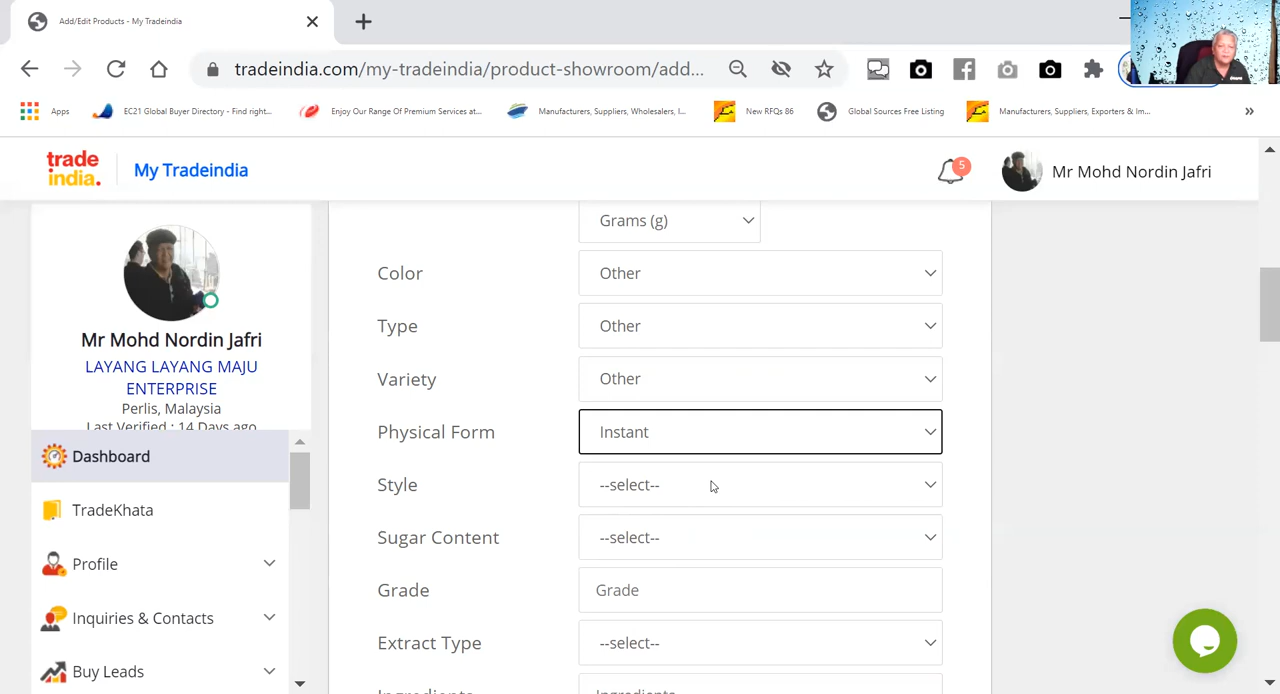 Add/Edit Products - My Tradeindia
tradeindia.com/my-tradeindia/product-showroom/add...
Apps
EC21 Global Buyer Directory - Find right...
Enjoy Our Range Of Premium Services at...
Manufacturers, Suppliers, Wholesalers, I...
New RFQs 86
Global Sources Free Listing
Manufacturers, Suppliers, Exporters & Im...
»
trade
india.
My Tradeindia
5
Mr Mohd Nordin Jafri
Mr Mohd Nordin Jafri
LAYANG LAYANG MAJU
ENTERPRISE
Perlis, Malaysia
Last Verified : 14 Days ago
Dashboard
TradeKhata
Profile
Inquiries & Contacts
Buy Leads
Grams (g)
Color
Other
Type
Other
Variety
Other
Physical Form
Instant
Style
--select--
Sugar Content
--select--
Grade
Grade
Extract Type
--select--
Ingredients
Ingredients